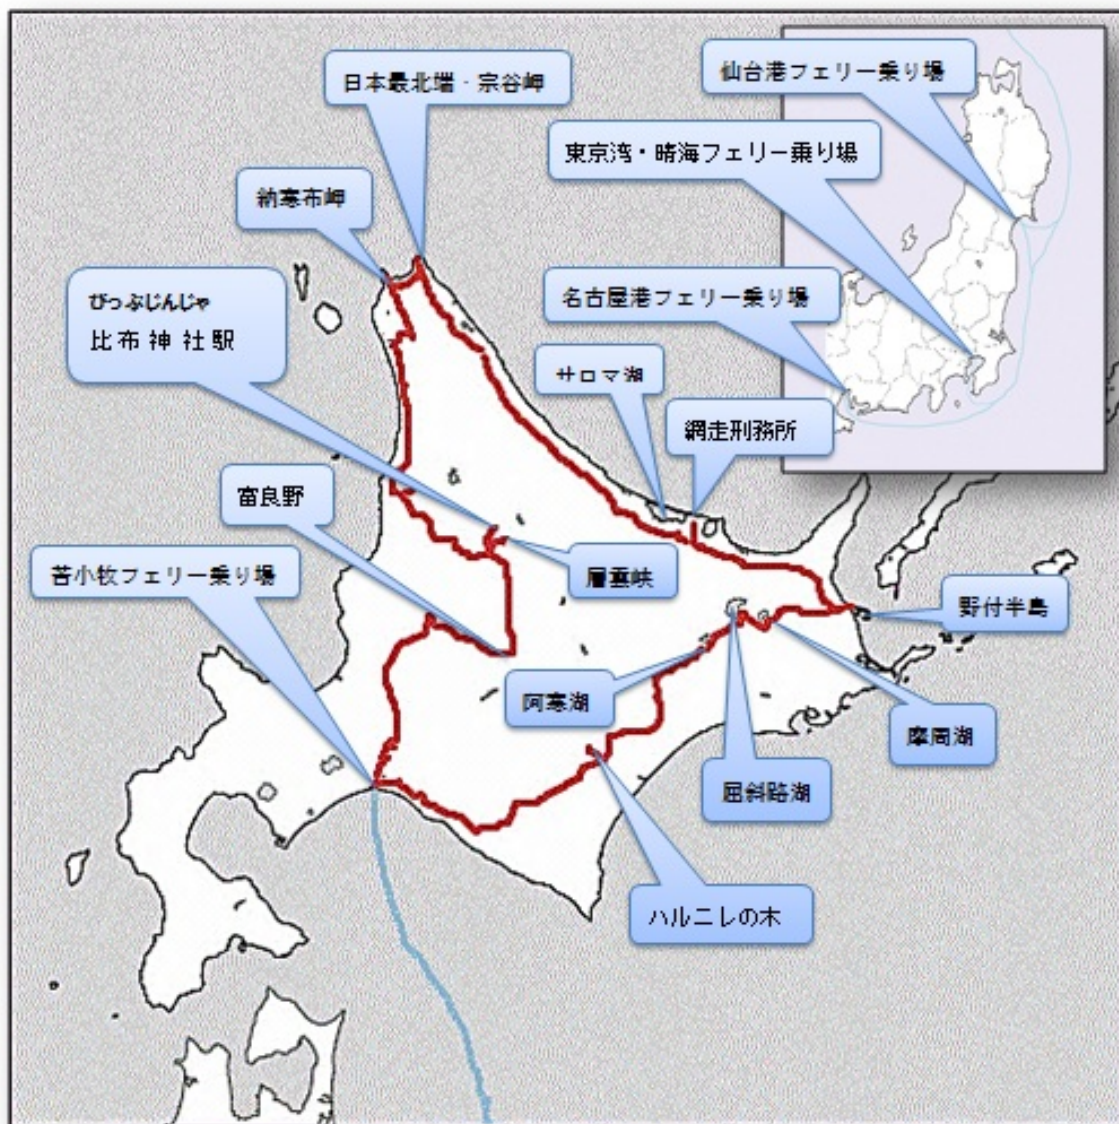 日本最北端・宗谷岬
仙台港フェリー乗り場
東京湾・晴海フェリー乗り場
納寒布岬
びっぷじんじゃ
比布神社駅
名古屋港フェリー乗り場
サロマ湖
網走刑務所
富良野
苫小牧フェリー乗り場
層雲峡
野付半島
阿寒湖
摩周湖
屈斜路湖
ハルニレの木